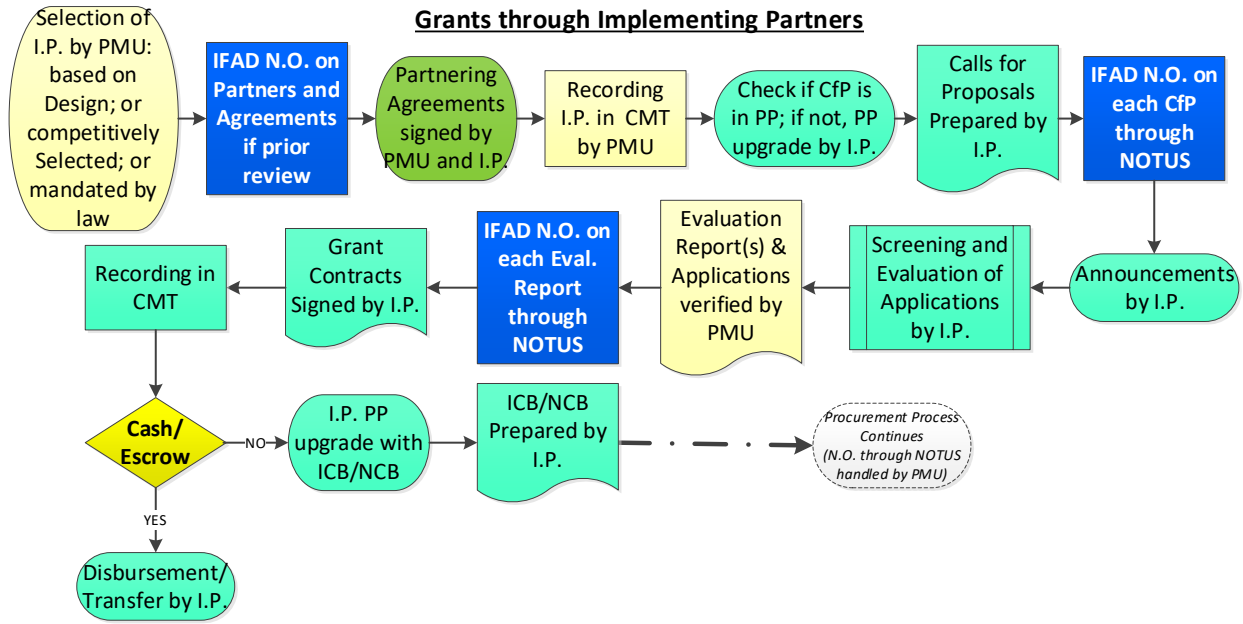 Grants through Implementing Partners
Selection of
I.P. by PMU:
based on
Design; or
competitively
Selected; or
mandated by
law
IFAD N.O. on
Partners and
Agreements
if prior
review
Partnering
Agreements
signed by
PMU and I.P.
Recording
I.P. in CMT
by PMU
Check if CfP is
in PP; if not, PP
upgrade by I.P.
Calls for
Proposals
Prepared by
I.P.
IFAD N.O. on
each CfP
through
NOTUS
Announcements
by I.P.
Screening and
Evaluation of
Applications
by I.P.
Evaluation
Report(s) &
Applications
verified by
PMU
IFAD N.O. on
each Eval.
Report
through
NOTUS
Grant
Contracts
Signed by I.P.
Recording in
CMT
Cash/
Escrow
NO
I.P. PP
upgrade with
ICB/NCB
ICB/NCB
Prepared by
I.P.
Procurement Process
Continues
(N.O. through NOTUS
handled by PMU)
YES
Disbursement/
Transfer by I.P.